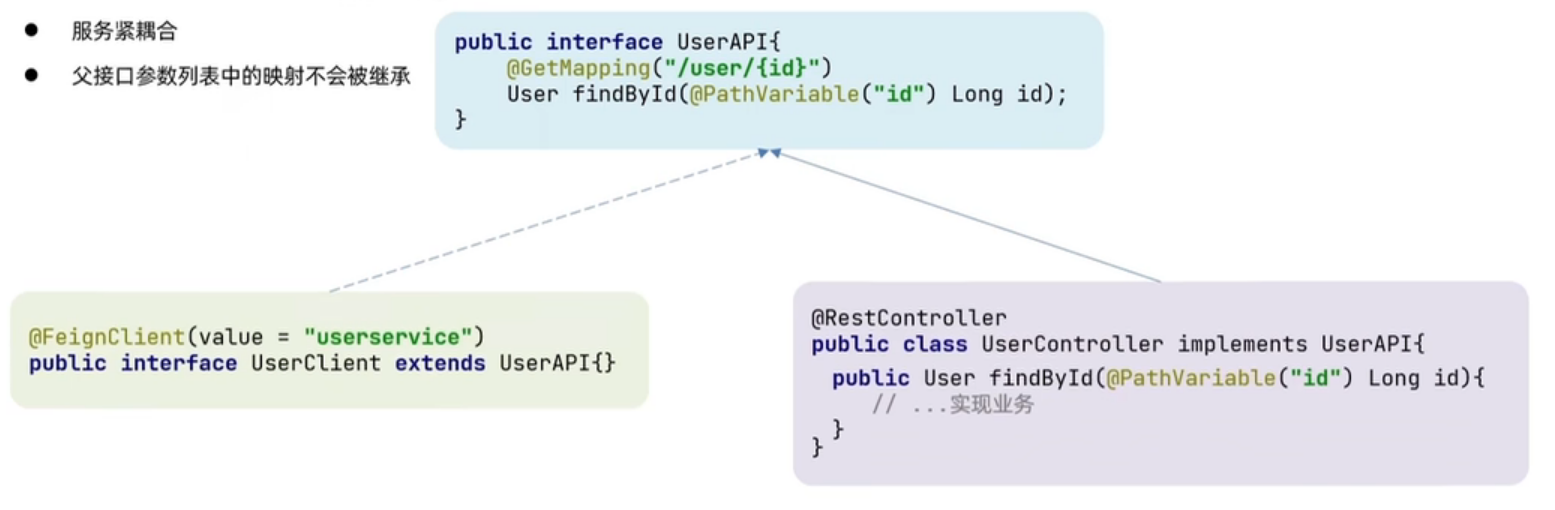 ● 服务紧耦合
● 父接口参数列表中的映射不会被继承
public interface UserAPI{
    @GetMapping("/user/{id}")
    User findById(@PathVariable("id") Long id);
}
@FeignClient(value = "userservice")
public interface UserClient extends UserAPI{}
@RestController
public class UserController implements UserAPI{
  public User findById(@PathVariable("id") Long id){
     // ...实现业务
  }
}